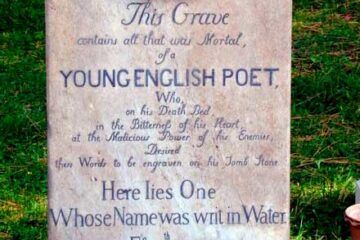 This Grave
contains all that was Mortal,
of a
YOUNG ENGLISH POET,
Who,
on his Death Bed
in the Bitterness of his Heart,
at the Malicious Power of his Enemies,
Desired
these Words to be engraven on his Tomb Stone
Here lies One
Whose Name was writ in Water.